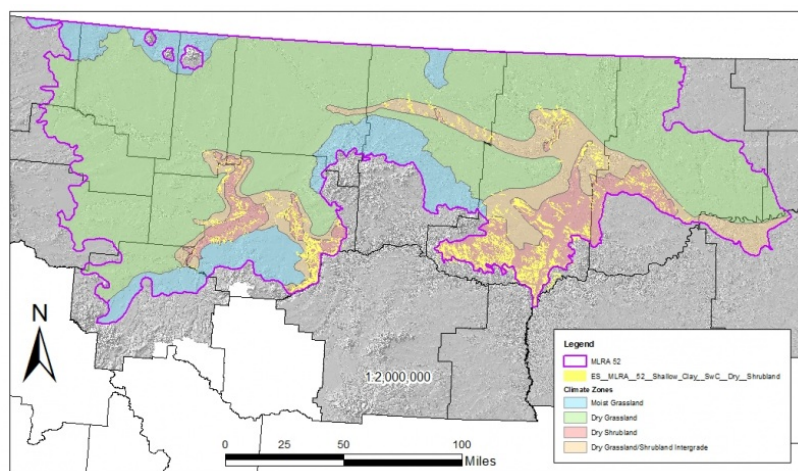 N
1:2,000,000
0 25 50 100
Miles
Legend
MLRA 52
ES__MLRA__52__Shallow__Clay__SwC__Dry__Shrubland
Climate Zones
Moist Grassland
Dry Grassland
Dry Shrubland
Dry Grassland/Shrubland Intergrade